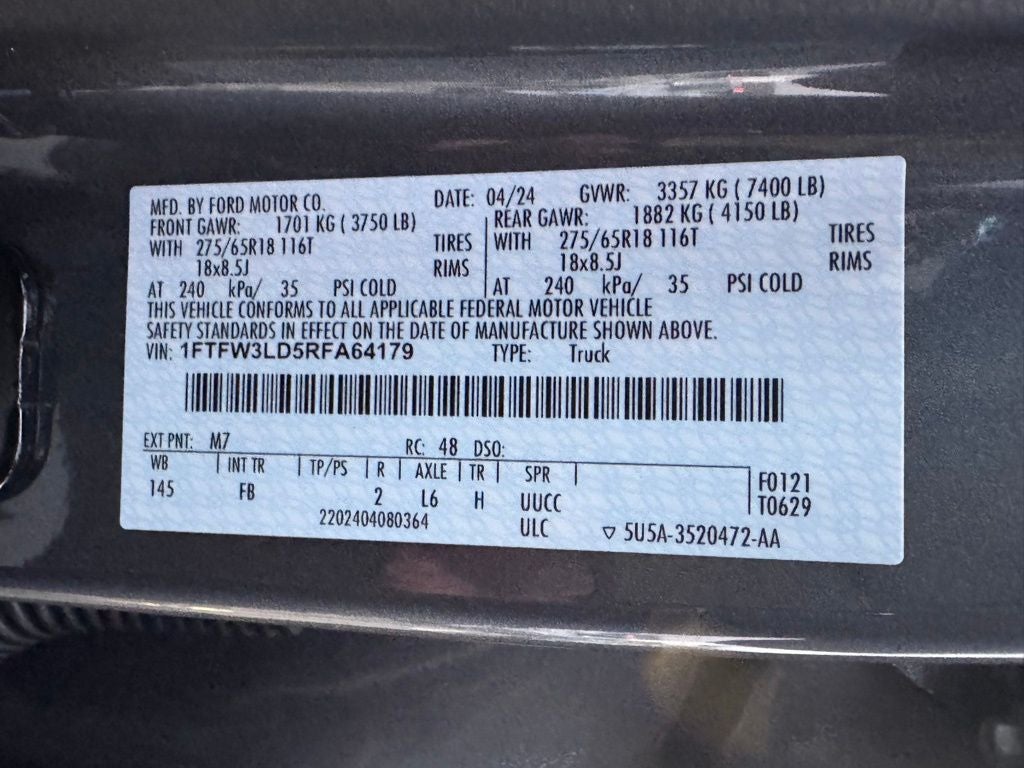 MFD. BY FORD MOTOR CO. DATE: 04/24 GVWR: 3357 KG ( 7400 LB)
FRONT GAWR: 1701 KG ( 3750 LB) REAR GAWR: 1882 KG ( 4150 LB)
WITH 275/65R18 116T TIRES WITH 275/65R18 116T TIRES
18x8.5J RIMS 18x8.5J RIMS
AT 240 kPa/ 35 PSI COLD AT 240 kPa/ 35 PSI COLD
THIS VEHICLE CONFORMS TO ALL APPLICABLE FEDERAL MOTOR VEHICLE
SAFETY STANDARDS IN EFFECT ON THE DATE OF MANUFACTURE SHOWN ABOVE.
VIN: 1FTFW3LD5RFA64179 TYPE: Truck
EXT PNT: M7 RC: 48 DSO:
WB INT TR TP/PS R AXLE TR SPR F0121
145 FB 2 L6 H UUCC T0629
2202404080364 ULC ▽ 5U5A-3520472-AA